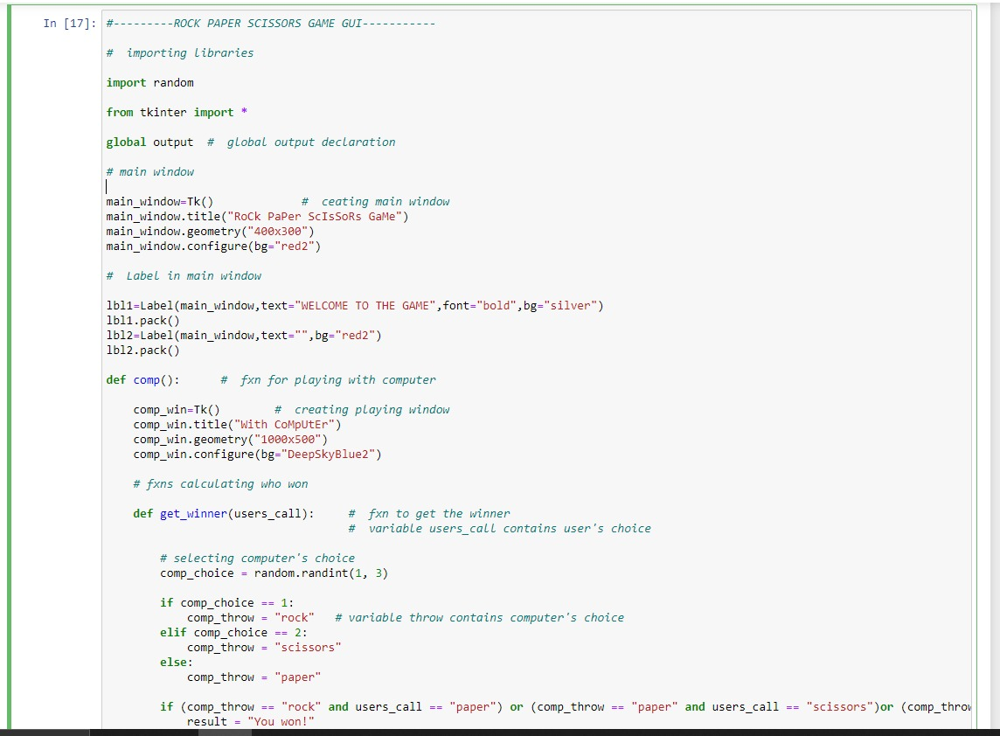 In [17]: #---------ROCK PAPER SCISSORS GAME GUI-----------
#  importing libraries
import random
from tkinter import *
global output  #  global output declaration
# main window
main_window=Tk()             #  ceating main window
main_window.title("RoCk PaPer ScIsSoRs GaMe")
main_window.geometry("400x300")
main_window.configure(bg="red2")
#  Label in main window
lbl1=Label(main_window,text="WELCOME TO THE GAME",font="bold",bg="silver")
lbl1.pack()
lbl2=Label(main_window,text="",bg="red2")
lbl2.pack()
def comp():      #  fxn for playing with computer
    comp_win=Tk()        #  creating playing window
    comp_win.title("With CoMpUtEr")
    comp_win.geometry("1000x500")
    comp_win.configure(bg="DeepSkyBlue2")
    # fxns calculating who won
    def get_winner(users_call):     #  fxn to get the winner
                                    #  variable users_call contains user's choice
        # selecting computer's choice
        comp_choice = random.randint(1, 3)
        if comp_choice == 1:
            comp_throw = "rock"   # variable throw contains computer's choice
        elif comp_choice == 2:
            comp_throw = "scissors"
        else:
            comp_throw = "paper"
        if (comp_throw == "rock" and users_call == "paper") or (comp_throw == "paper" and users_call == "scissors")or (comp_throw
            result = "You won!"